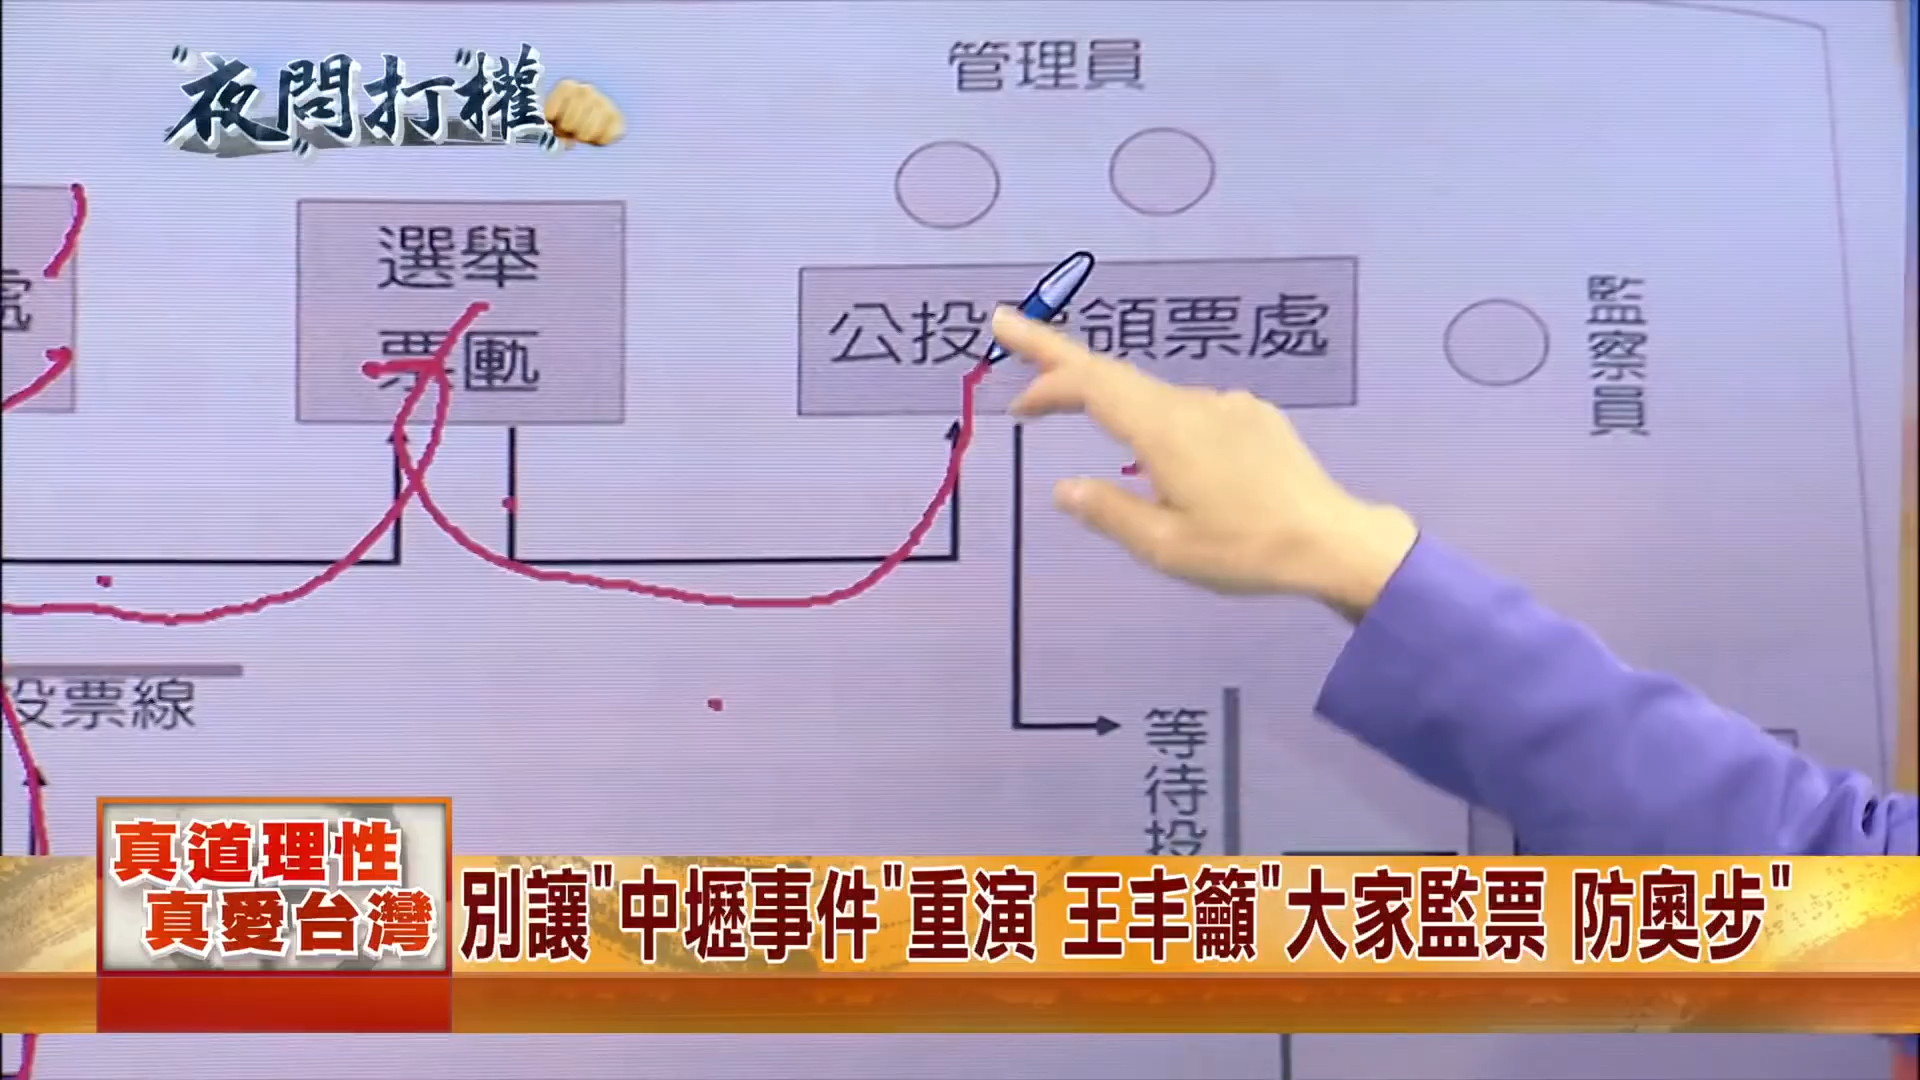 "夜"問打"權"
管理員
選舉
票匭
公投票領票處
監察員
處
投票線
等待投
真道理性
真愛台灣
別讓"中壢事件"重演 王丰籲"大家監票 防奧步"